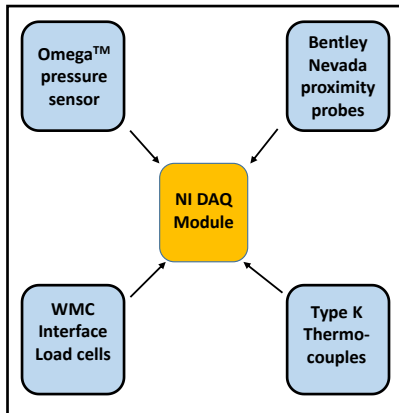 Omega™
pressure
sensor
Bentley
Nevada
proximity
probes
NI DAQ
Module
WMC
Interface
Load cells
Type K
Thermo-
couples